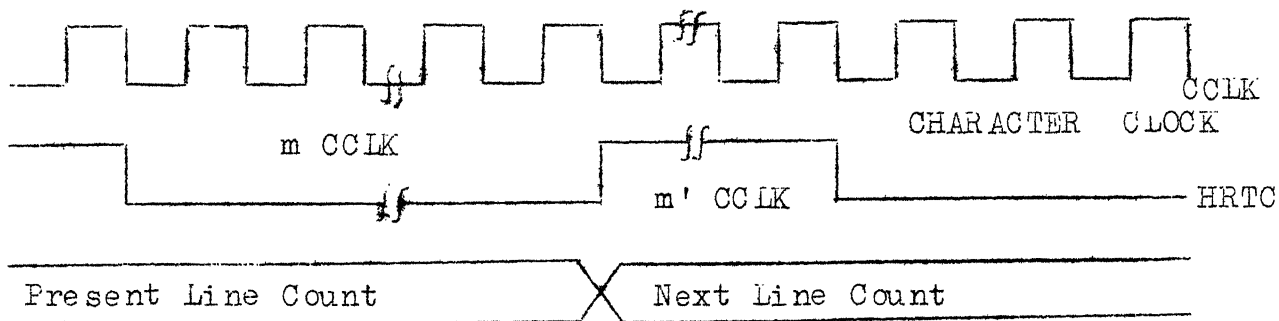 CCLK
CHARACTER CLOCK
m CCLK
m' CCLK
HRTC
Present Line Count
Next Line Count